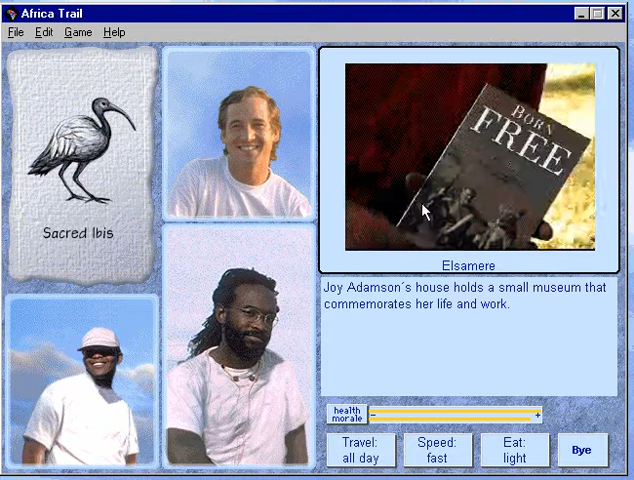 Africa Trail
File Edit Game Help
Sacred Ibis
BORN
FREE
Elsamere
Joy Adamson´s house holds a small museum that
commemorates her life and work.
health
morale
- +
Travel:
all day
Speed:
fast
Eat:
light
Bye